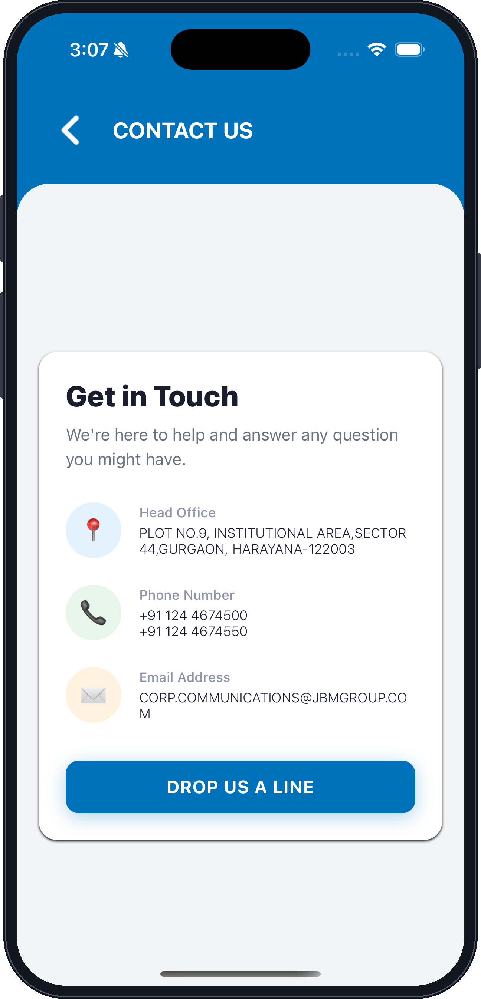 3:07
CONTACT US
Get in Touch
We're here to help and answer any question
you might have.
Head Office
PLOT NO.9, INSTITUTIONAL AREA,SECTOR
44,GURGAON, HARAYANA-122003
Phone Number
+91 124 4674500
+91 124 4674550
Email Address
CORP.COMMUNICATIONS@JBMGROUP.CO
M
DROP US A LINE